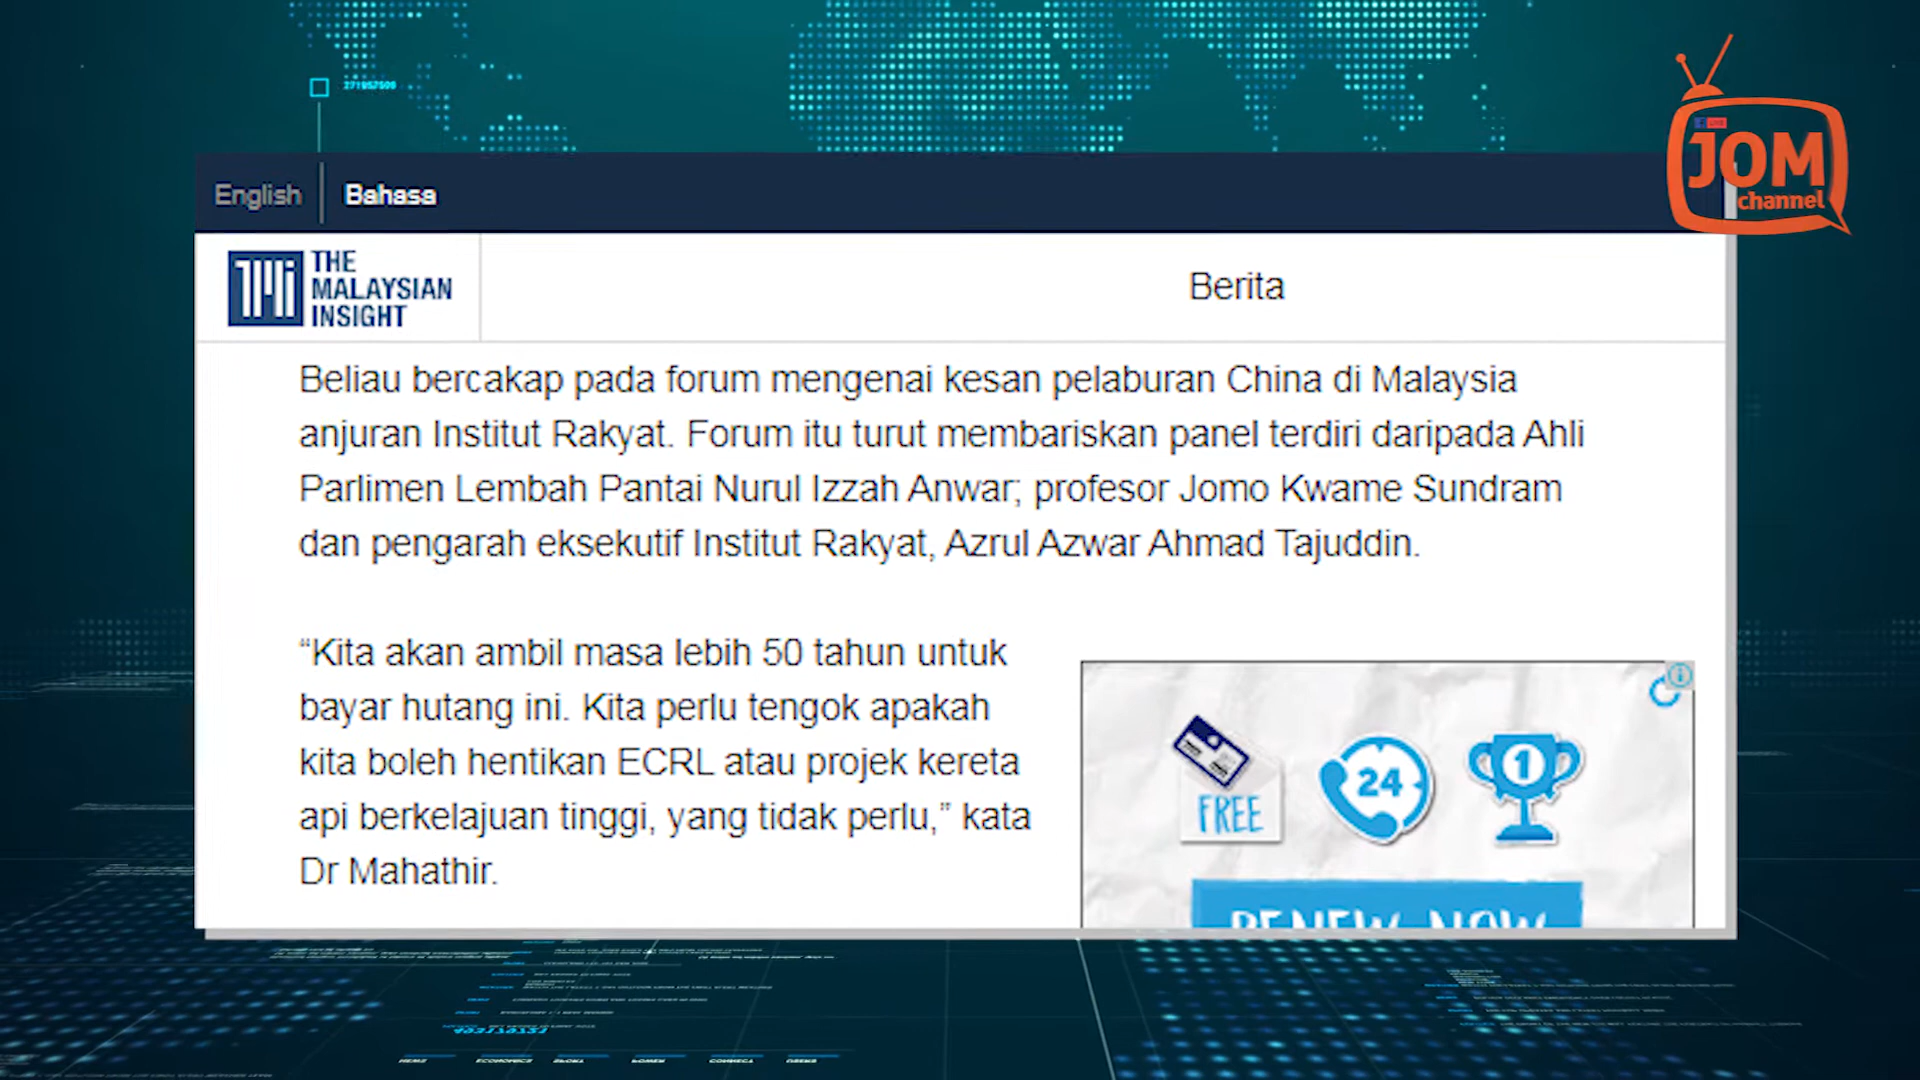 271957506
JOM
channel
English
Bahasa
THE
MALAYSIAN
INSIGHT
Berita
Beliau bercakap pada forum mengenai kesan pelaburan China di Malaysia
anjuran Institut Rakyat. Forum itu turut membariskan panel terdiri daripada Ahli
Parlimen Lembah Pantai Nurul Izzah Anwar; profesor Jomo Kwame Sundram
dan pengarah eksekutif Institut Rakyat, Azrul Azwar Ahmad Tajuddin.
“Kita akan ambil masa lebih 50 tahun untuk
bayar hutang ini. Kita perlu tengok apakah
kita boleh hentikan ECRL atau projek kereta
api berkelajuan tinggi, yang tidak perlu,” kata
Dr Mahathir.
FREE
24
1
RENEW NOW